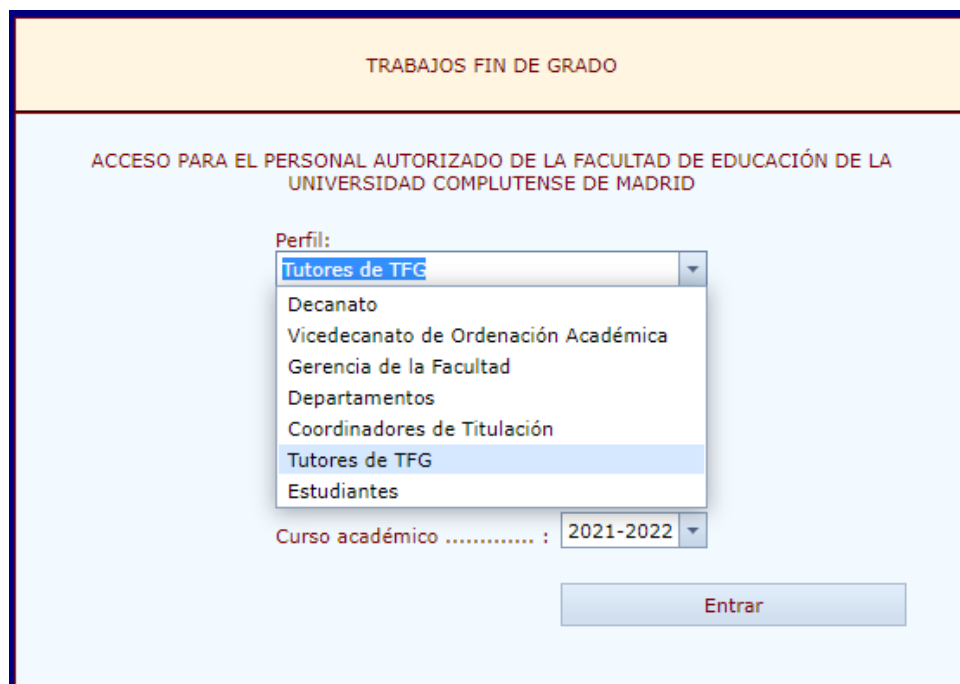 TRABAJOS FIN DE GRADO
ACCESO PARA EL PERSONAL AUTORIZADO DE LA FACULTAD DE EDUCACIÓN DE LA
UNIVERSIDAD COMPLUTENSE DE MADRID
Perfil:
Tutores de TFG
Decanato
Vicedecanato de Ordenación Académica
Gerencia de la Facultad
Departamentos
Coordinadores de Titulación
Tutores de TFG
Estudiantes
Curso académico ............. : 2021-2022
Entrar